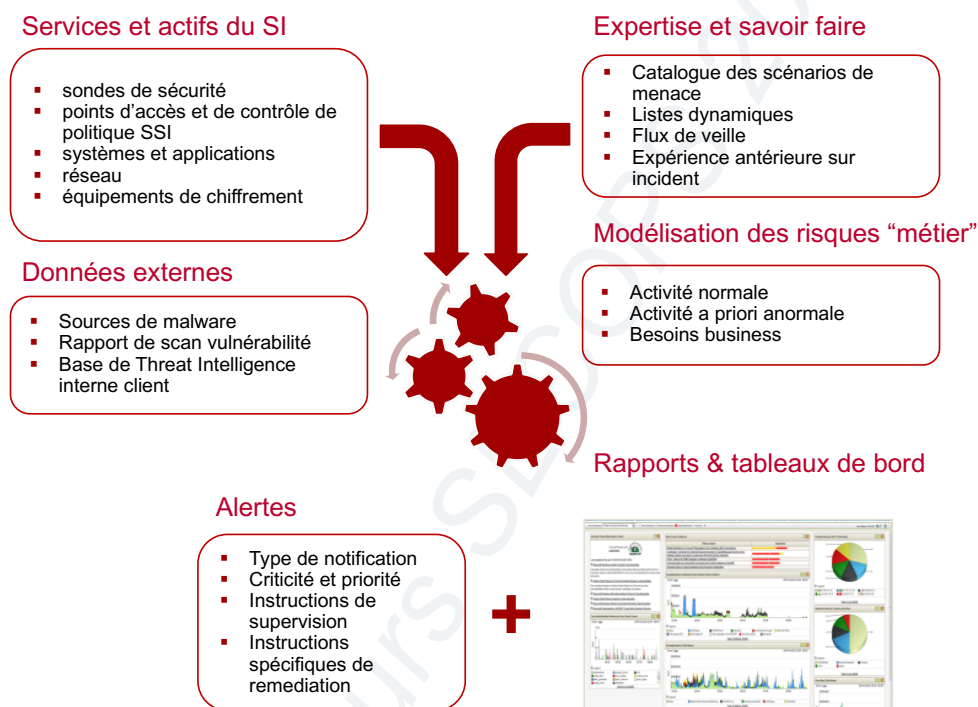 Services et actifs du SI
sondes de sécurité
points d'accès et de contrôle de
politique SSI
systèmes et applications
réseau
équipements de chiffrement
Expertise et savoir faire
Catalogue des scénarios de
menace
Listes dynamiques
Flux de veille
Expérience antérieure sur
incident
Données externes
Sources de malware
Rapport de scan vulnérabilité
Base de Threat Intelligence
interne client
Modélisation des risques “métier”
Activité normale
Activité a priori anormale
Besoins business
Alertes
Type de notification
Criticité et priorité
Instructions de
supervision
Instructions
spécifiques de
remediation
+
Rapports & tableaux de bord